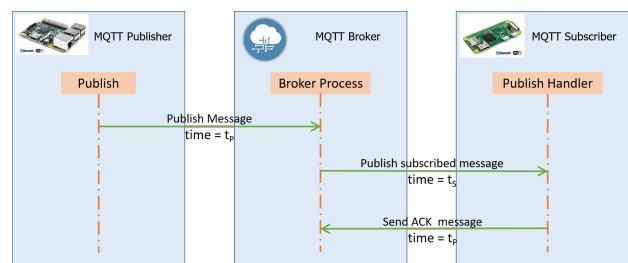 MQTT Publisher
MQTT Broker
MQTT Subscriber
Publish
Broker Process
Publish Handler
Publish Message
time = tP
Publish subscribed message
time = tS
Send ACK message
time = tP